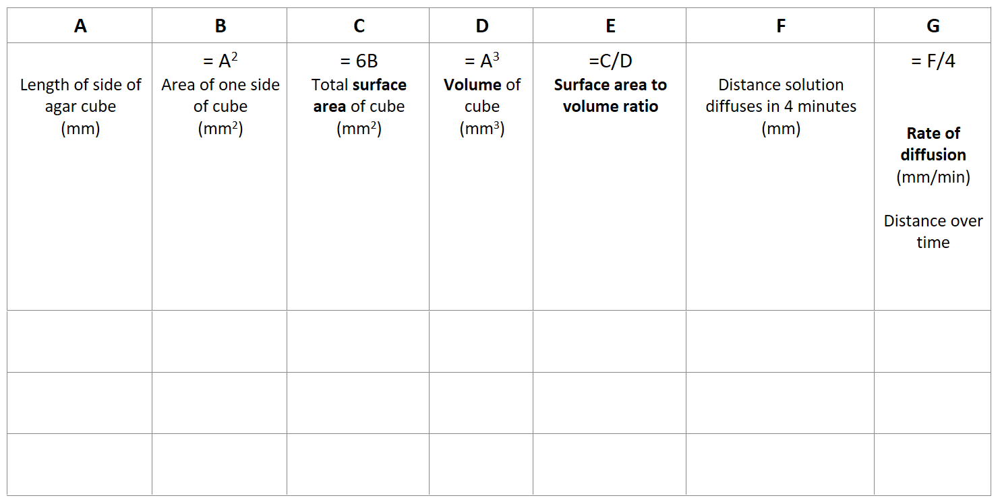 A B C D E F G
= A² = 6B = A³ =C/D = F/4
Length of side of
agar cube
(mm)
Area of one side
of cube
(mm²)
Total surface
area of cube
(mm²)
Volume of
cube
(mm³)
Surface area to
volume ratio
Distance solution
diffuses in 4 minutes
(mm)
Rate of
diffusion
(mm/min)
Distance over
time